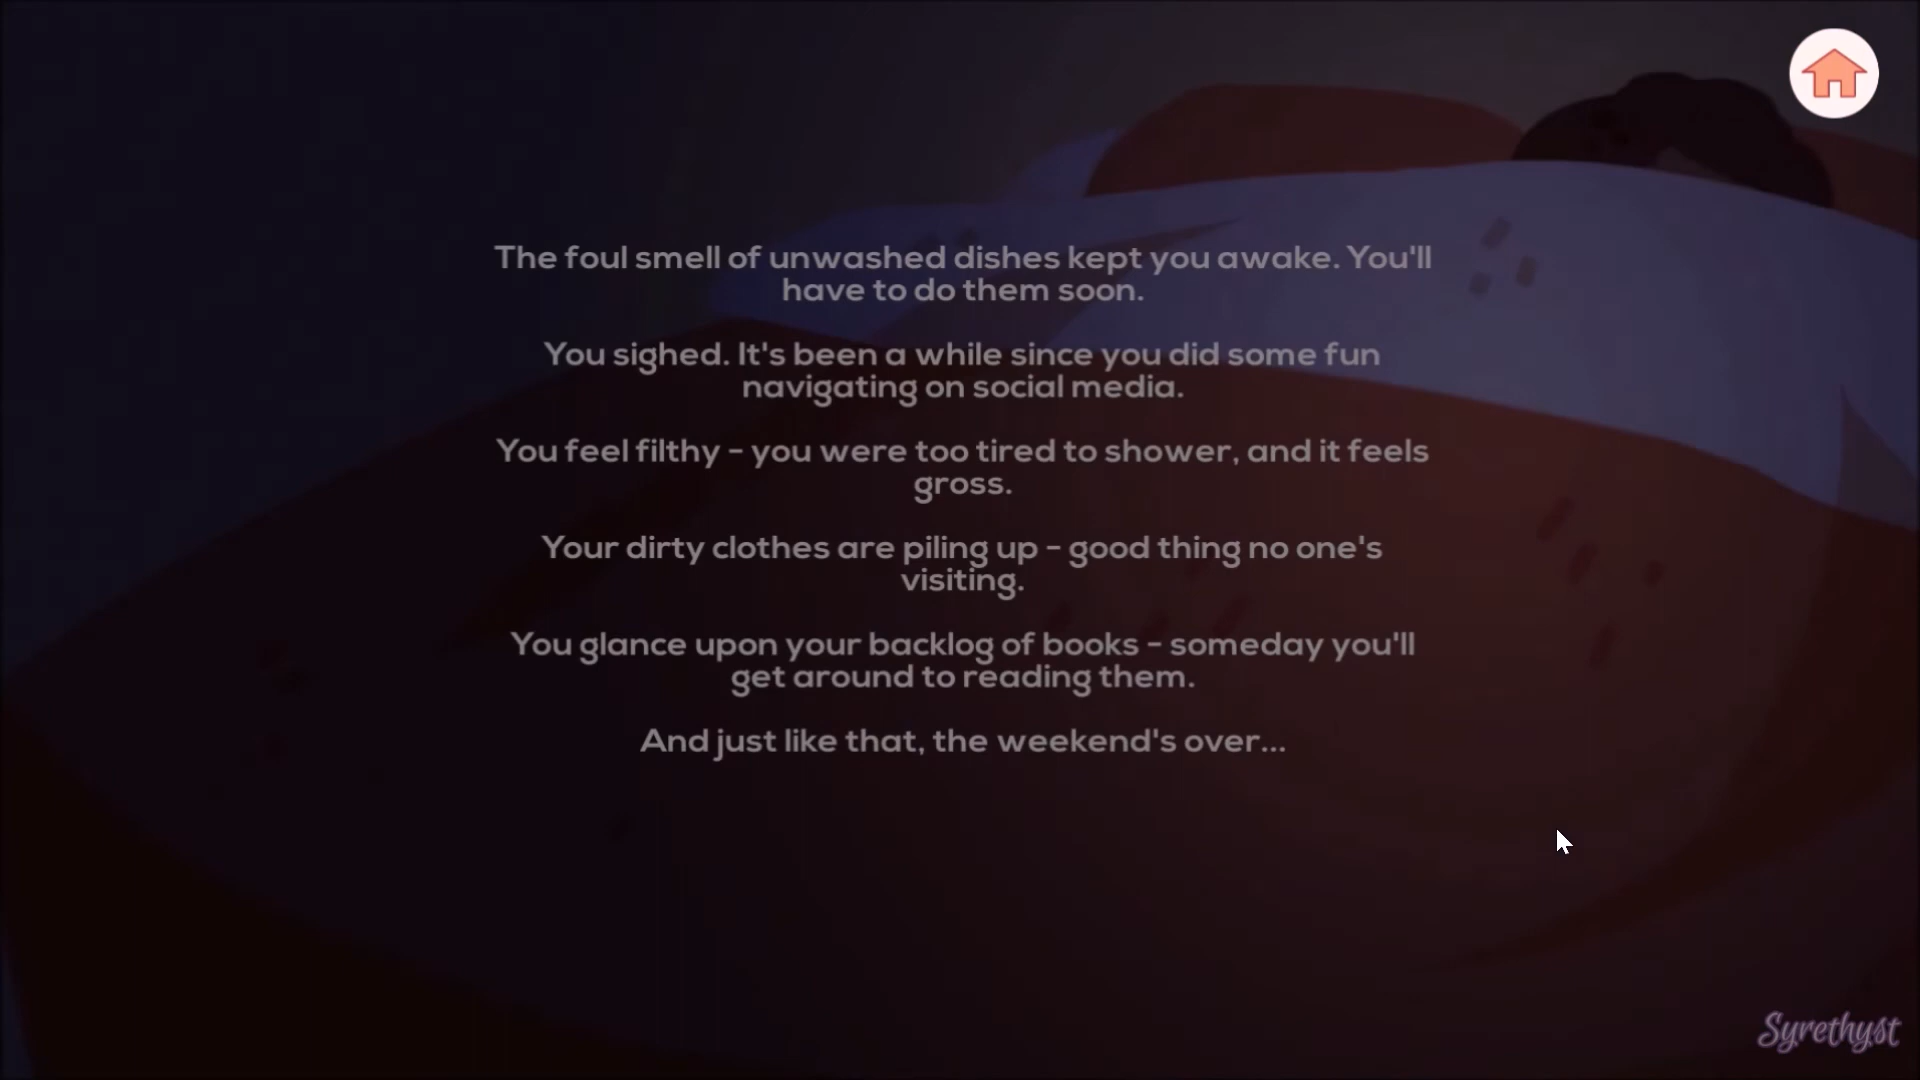 The foul smell of unwashed dishes kept you awake. You'll
have to do them soon.
You sighed. It's been a while since you did some fun
navigating on social media.
You feel filthy - you were too tired to shower, and it feels
gross.
Your dirty clothes are piling up - good thing no one's
visiting.
You glance upon your backlog of books - someday you'll
get around to reading them.
And just like that, the weekend's over...
Syrethyst